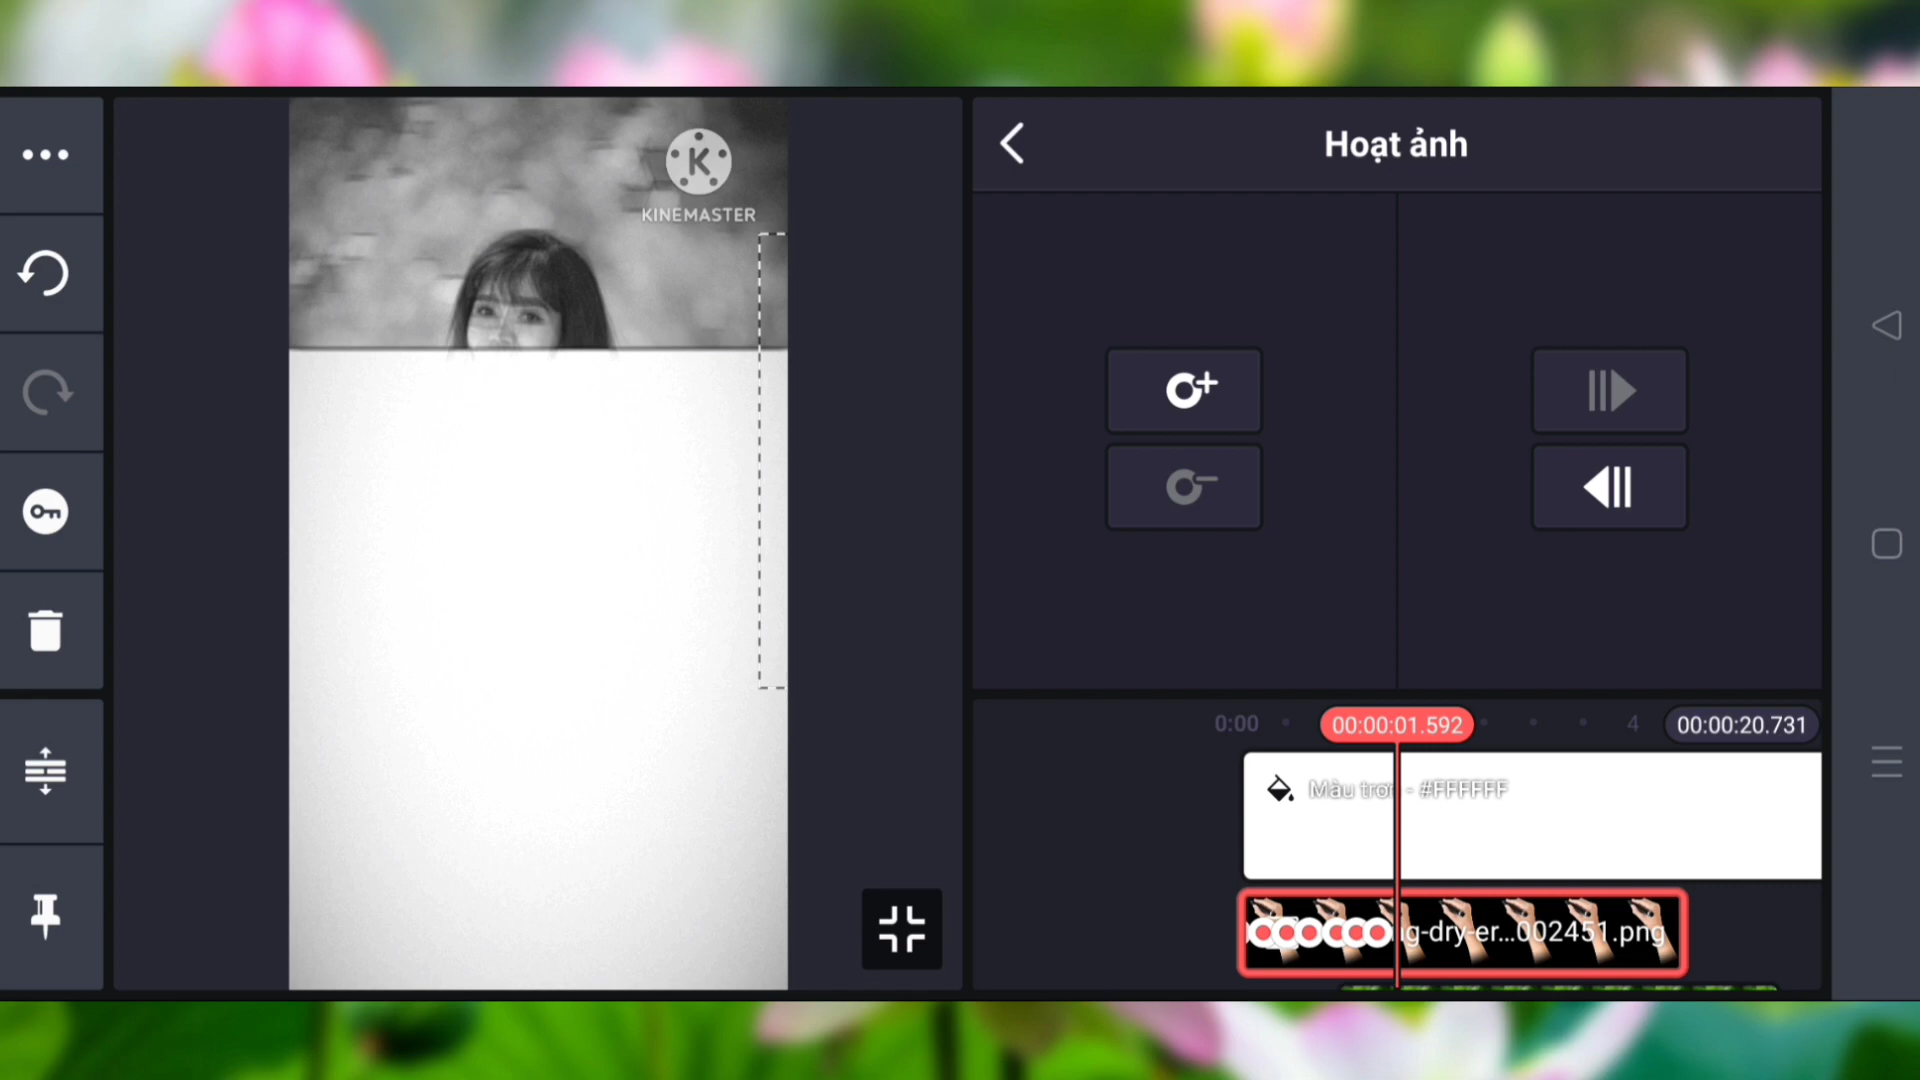 KINEMASTER
Hoạt ảnh
0:00
00:00:01.592
4
00:00:20.731
Màu trơn - #FFFFFF
ig-dry-er...002451.png